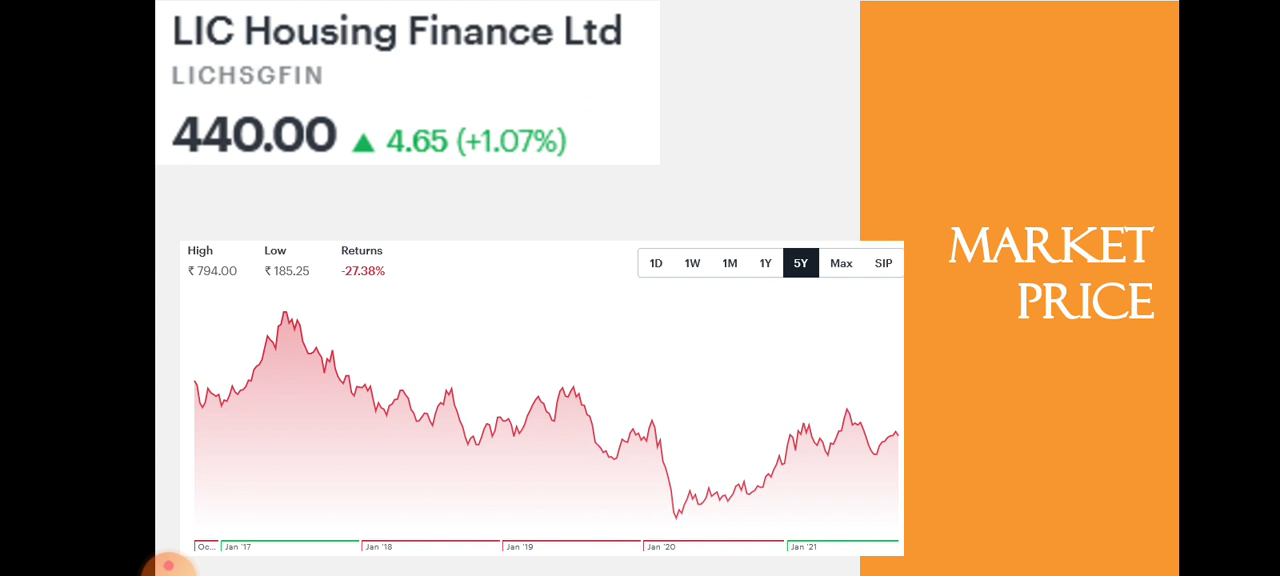 LIC Housing Finance Ltd
LICHSGFIN
440.00 ▲ 4.65 (+1.07%)
High Low Returns
₹ 794.00 ₹ 185.25 -27.38%
1D 1W 1M 1Y 5Y Max SIP
MARKET
PRICE
Oc... Jan '17 Jan '18 Jan '19 Jan '20 Jan '21